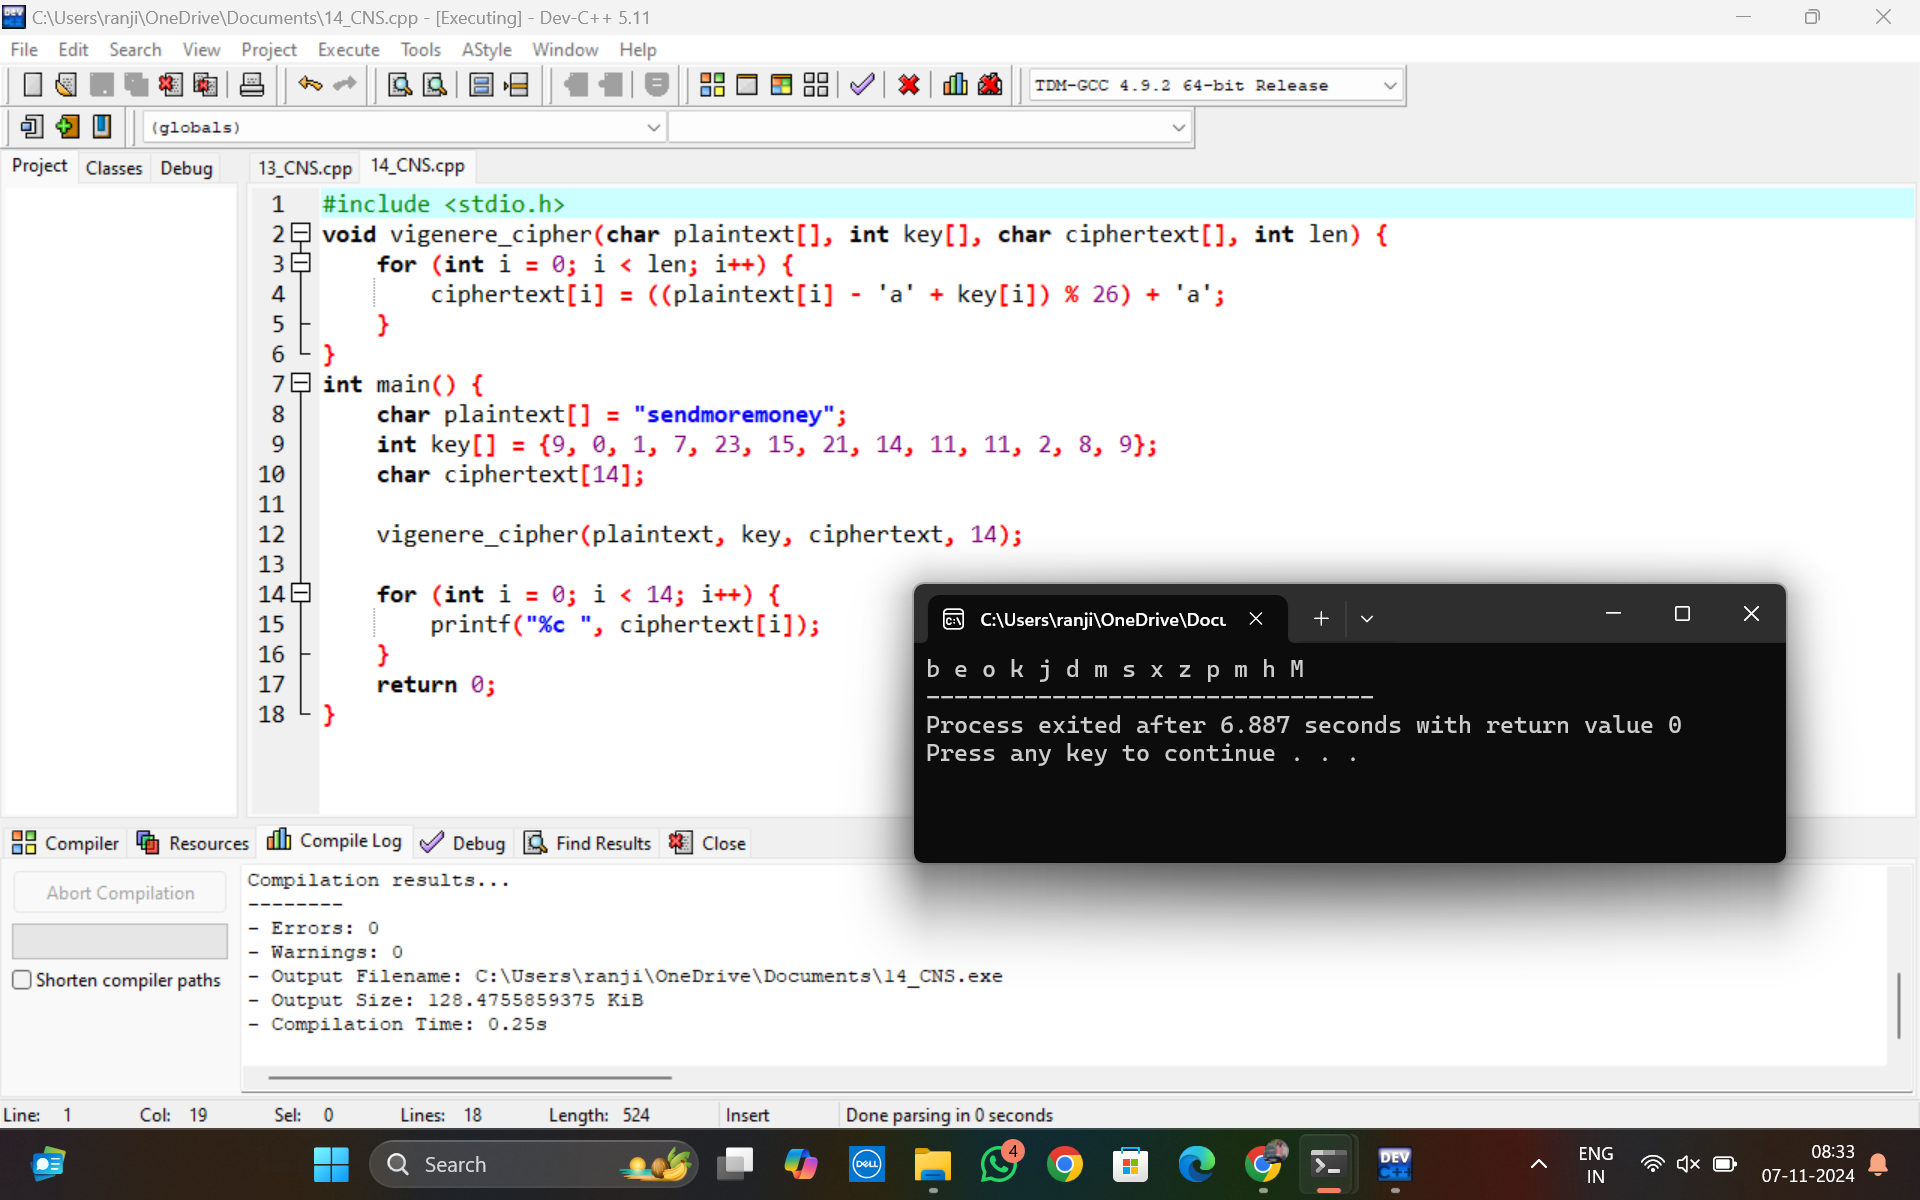 C:\Users\ranji\OneDrive\Documents\14_CNS.cpp - [Executing] - Dev-C++ 5.11
File Edit Search View Project Execute Tools AStyle Window Help
TDM-GCC 4.9.2 64-bit Release
(globals)
Project Classes Debug 13_CNS.cpp 14_CNS.cpp
1 #include <stdio.h>
2 void vigenere_cipher(char plaintext[], int key[], char ciphertext[], int len) {
3 for (int i = 0; i < len; i++) {
4 ciphertext[i] = ((plaintext[i] - 'a' + key[i]) % 26) + 'a';
5 }
6 }
7 int main() {
8 char plaintext[] = "sendmoremoney";
9 int key[] = {9, 0, 1, 7, 23, 15, 21, 14, 11, 11, 2, 8, 9};
10 char ciphertext[14];
11
12 vigenere_cipher(plaintext, key, ciphertext, 14);
13
14 for (int i = 0; i < 14; i++) {
15 printf("%c ", ciphertext[i]);
16 }
17 return 0;
18 }
C:\Users\ranji\OneDrive\Docu
b e o k j d m s x z p m h M
--------------------------------
Process exited after 6.887 seconds with return value 0
Press any key to continue . . .
Compiler Resources Compile Log Debug Find Results Close
Abort Compilation
Shorten compiler paths
Compilation results...
--------
- Errors: 0
- Warnings: 0
- Output Filename: C:\Users\ranji\OneDrive\Documents\14_CNS.exe
- Output Size: 128.4755859375 KiB
- Compilation Time: 0.25s
Line: 1 Col: 19 Sel: 0 Lines: 18 Length: 524 Insert Done parsing in 0 seconds
Search
DELL
4
DEV C++
ENG
IN
08:33
07-11-2024